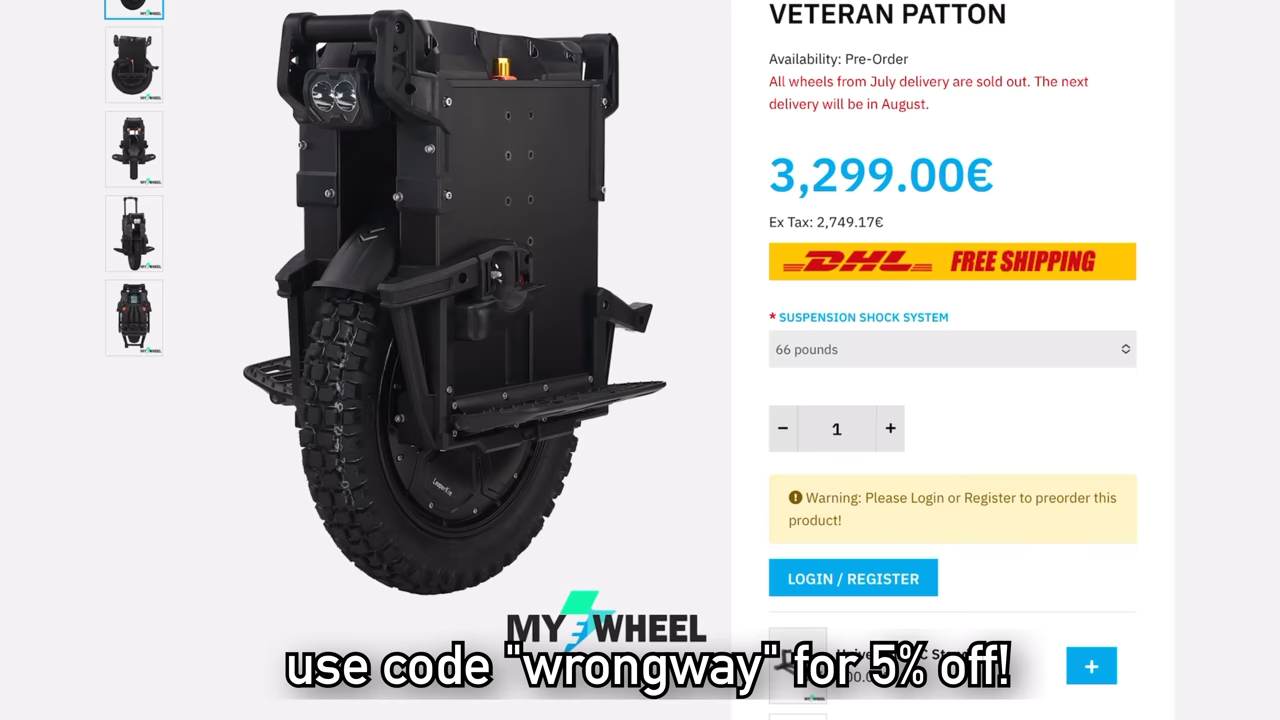 VETERAN PATTON
Availability: Pre-Order
All wheels from July delivery are sold out. The next
delivery will be in August.
3,299.00€
Ex Tax: 2,749.17€
DHL FREE SHIPPING
* SUSPENSION SHOCK SYSTEM
66 pounds
− 1 +
Warning: Please Login or Register to preorder this
product!
LOGIN / REGISTER
MY EWHEEL
use code "wrongway" for 5% off!
+